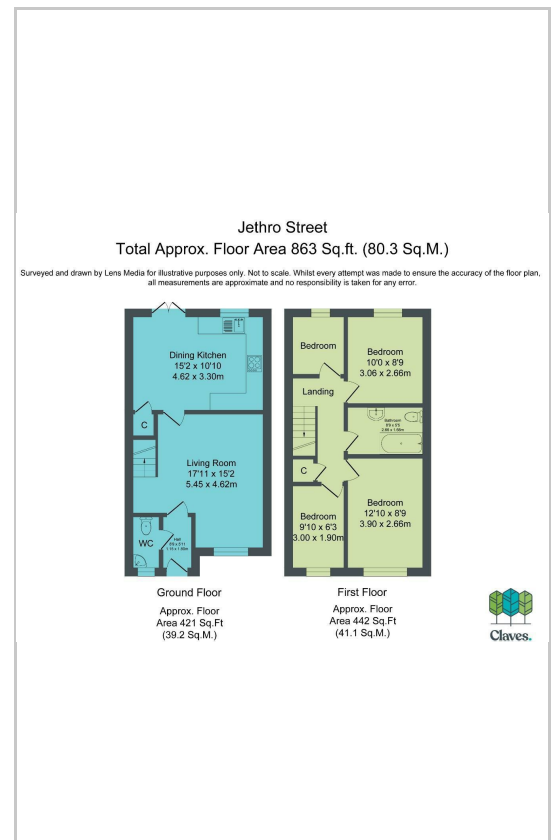 Jethro Street
Total Approx. Floor Area 863 Sq.ft. (80.3 Sq.M.)
Surveyed and drawn by Lens Media for illustrative purposes only. Not to scale. Whilst every attempt was made to ensure the accuracy of the floor plan,
all measurements are approximate and no responsibility is taken for any error.
Dining Kitchen
15'2 x 10'10
4.62 x 3.30m
C
Living Room
17'11 x 15'2
5.45 x 4.62m
WC
Hall
Bedroom
Bedroom
10'0 x 8'9
3.06 x 2.66m
Landing
Bathroom
C
Bedroom
9'10 x 6'3
3.00 x 1.90m
Bedroom
12'10 x 8'9
3.90 x 2.66m
Ground Floor
Approx. Floor
Area 421 Sq.Ft
(39.2 Sq.M.)
First Floor
Approx. Floor
Area 442 Sq.Ft
(41.1 Sq.M.)
Claves.